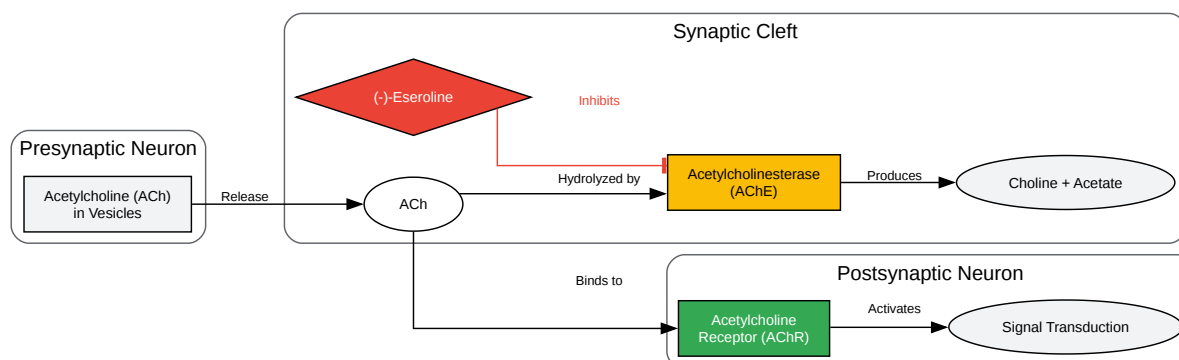 Synaptic Cleft
(-)-Eseroline
Inhibits
Presynaptic Neuron
Acetylcholine (ACh)
in Vesicles
Release
ACh
Hydrolyzed by
Acetylcholinesterase
(AChE)
Produces
Choline + Acetate
Binds to
Postsynaptic Neuron
Acetylcholine
Receptor (AChR)
Activates
Signal Transduction